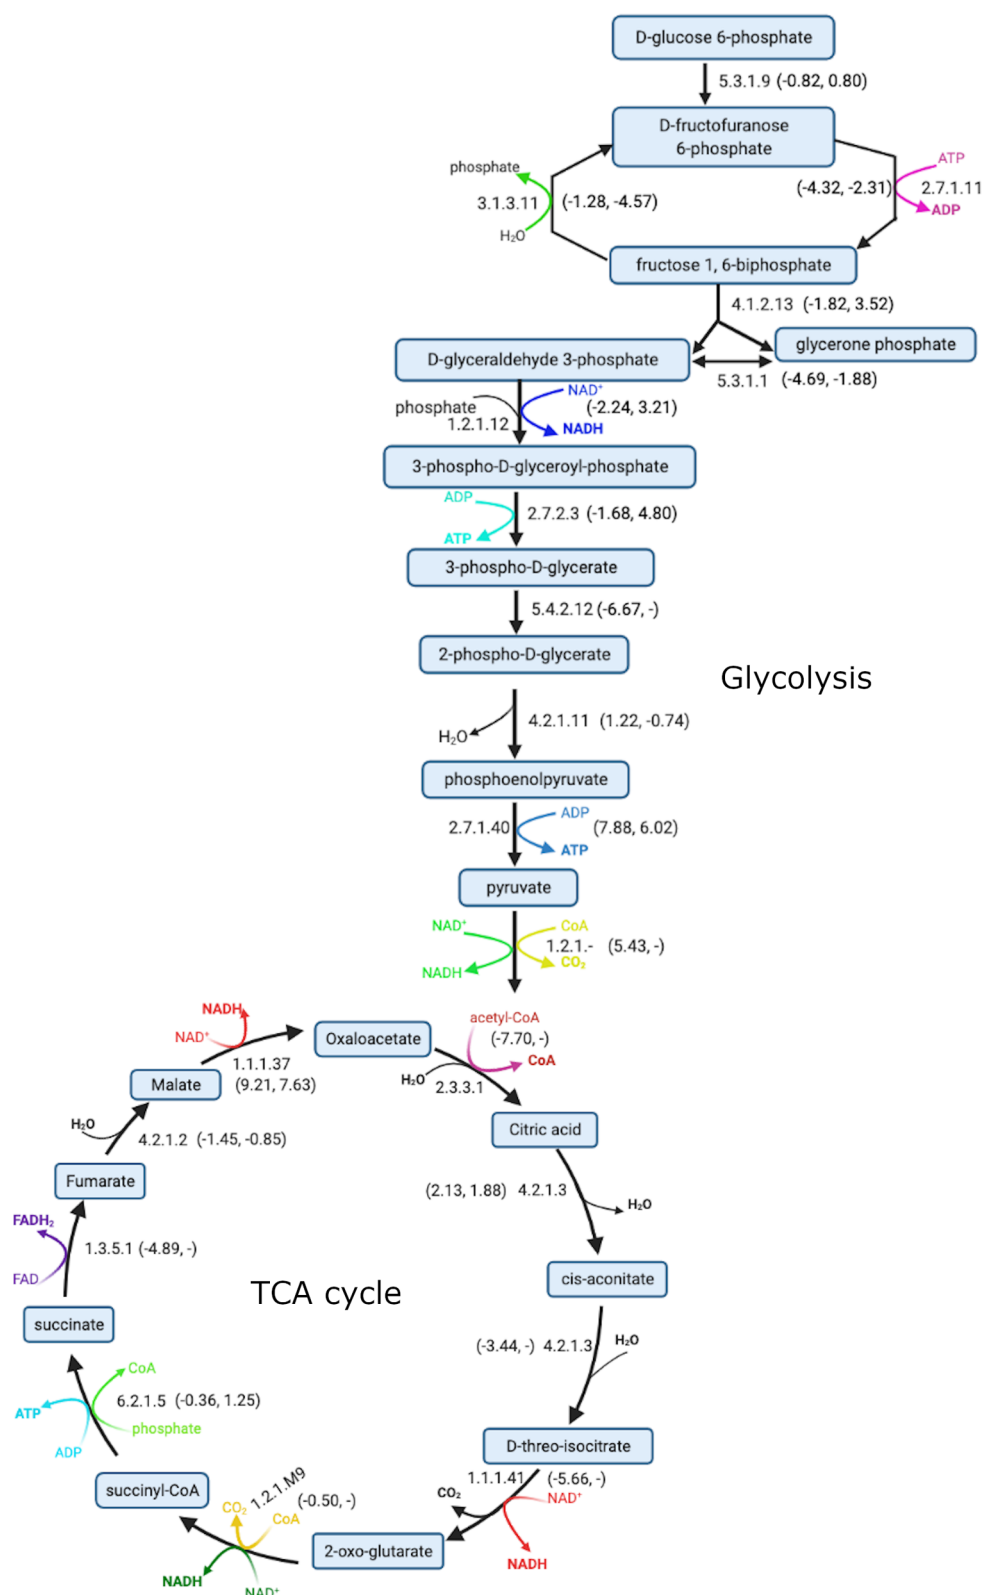 D-glucose 6-phosphate
5.3.1.9 (-0.82, 0.80)
D-fructofuranose
6-phosphate
phosphate
3.1.3.11 (-1.28, -4.57)
H₂O
ATP
(-4.32, -2.31) 2.7.1.11
ADP
fructose 1, 6-biphosphate
4.1.2.13 (-1.82, 3.52)
glycerone phosphate
D-glyceraldehyde 3-phosphate
5.3.1.1 (-4.69, -1.88)
NAD⁺
phosphate
(-2.24, 3.21)
1.2.1.12
NADH
3-phospho-D-glyceroyl-phosphate
ADP
2.7.2.3 (-1.68, 4.80)
ATP
3-phospho-D-glycerate
5.4.2.12 (-6.67, -)
2-phospho-D-glycerate
Glycolysis
4.2.1.11 (1.22, -0.74)
H₂O
phosphoenolpyruvate
ADP
2.7.1.40 (7.88, 6.02)
ATP
pyruvate
NAD⁺
CoA
1.2.1.- (5.43, -)
NADH
CO₂
acetyl-CoA
(-7.70, -)
CoA
H₂O
2.3.3.1
Oxaloacetate
NADH
NAD⁺
1.1.1.37
(9.21, 7.63)
Malate
Citric acid
H₂O
4.2.1.2 (-1.45, -0.85)
(2.13, 1.88) 4.2.1.3
H₂O
Fumarate
FADH₂
1.3.5.1 (-4.89, -)
FAD
cis-aconitate
TCA cycle
succinate
(-3.44, -) 4.2.1.3
H₂O
CoA
6.2.1.5 (-0.36, 1.25)
ATP
phosphate
ADP
D-threo-isocitrate
1.1.1.41 (-5.66, -)
CO₂
NAD⁺
NADH
succinyl-CoA
1.2.1.M9
(-0.50, -)
CO₂
CoA
2-oxo-glutarate
NADH
NAD⁺